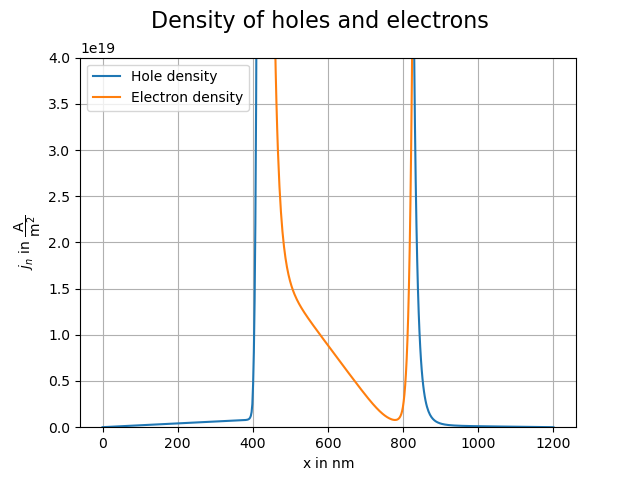 Density of holes and electrons
1e19
4.0
3.5
3.0
2.5
2.0
1.5
1.0
0.5
0.0
Hole density
Electron density
j_n in A/m²
0 200 400 600 800 1000 1200
x in nm